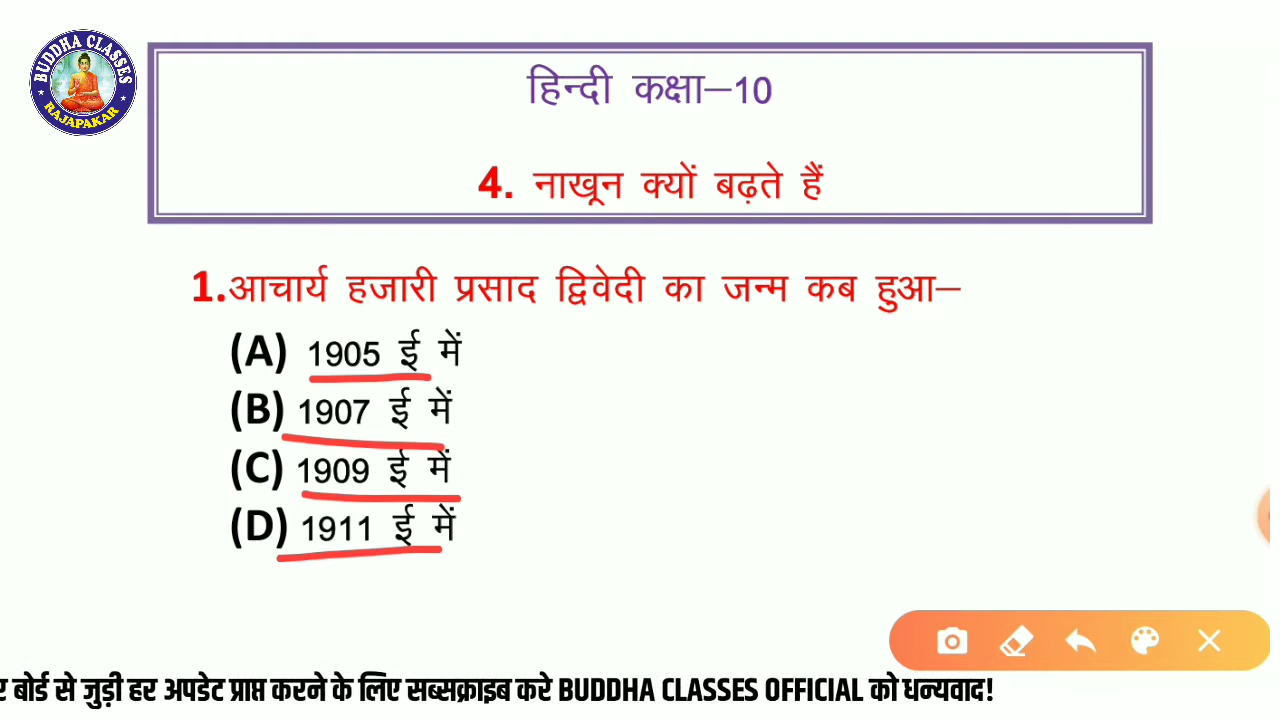 BUDDHA CLASSES
RAJAPAKAR
हिन्दी कक्षा–10
4. नाखून क्यों बढ़ते हैं
1.आचार्य हजारी प्रसाद द्विवेदी का जन्म कब हुआ–
(A) 1905 ई में
(B) 1907 ई में
(C) 1909 ई में
(D) 1911 ई में
बोर्ड से जुड़ी हर अपडेट प्राप्त करने के लिए सब्सक्राइब करे BUDDHA CLASSES OFFICIAL को धन्यवाद!